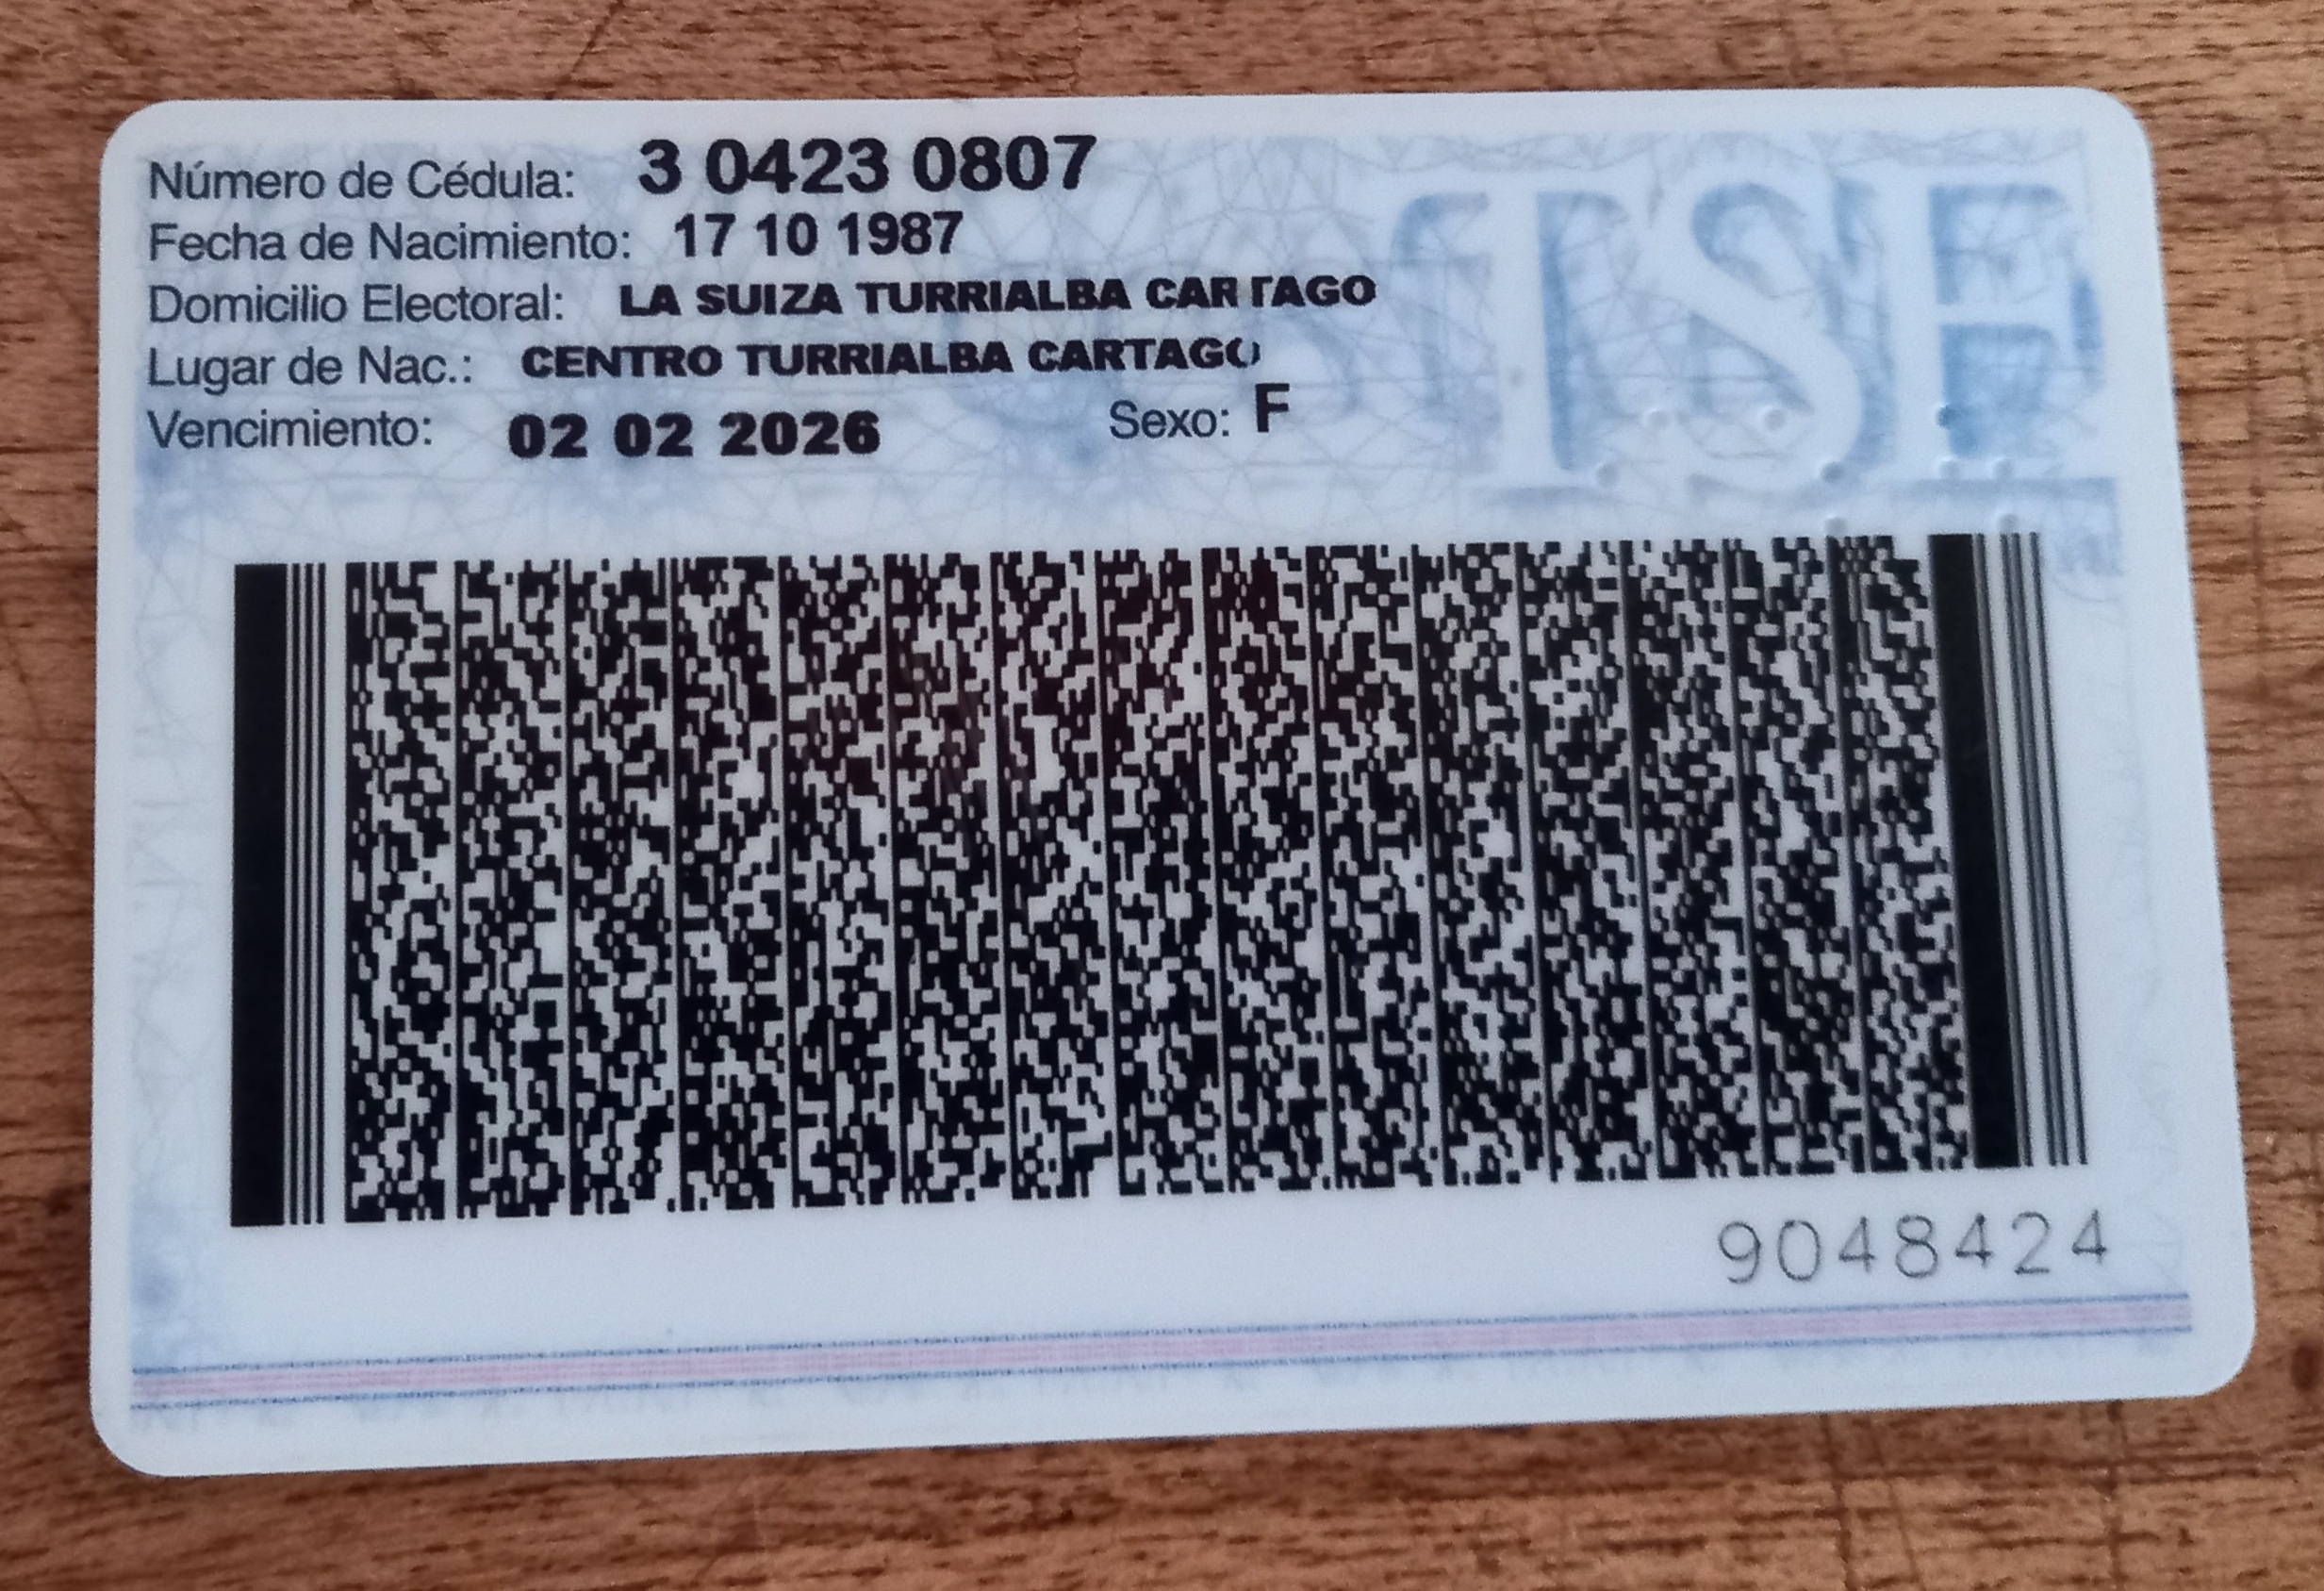 Número de Cédula: 3 0423 0807
Fecha de Nacimiento: 17 10 1987
Domicilio Electoral: LA SUIZA TURRIALBA CARTAGO
Lugar de Nac.: CENTRO TURRIALBA CARTAGO
Vencimiento: 02 02 2026 Sexo: F
TSE
9048424